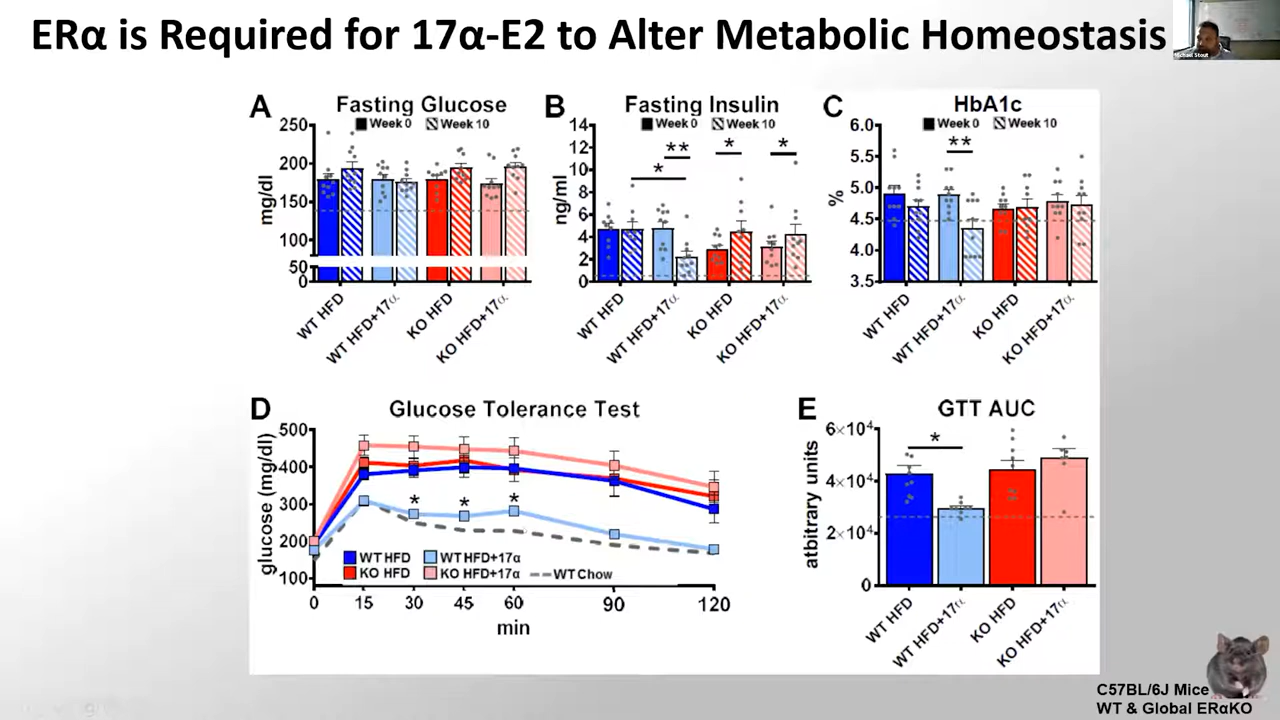 ERα is Required for 17α-E2 to Alter Metabolic Homeostasis
Michael Stout
A
Fasting Glucose
Week 0
Week 10
250
200
150
100
50
0
mg/dl
WT HFD
WT HFD+17α
KO HFD
KO HFD+17α
B
Fasting Insulin
Week 0
Week 10
14
12
10
8
6
4
2
0
ng/ml
*
**
*
*
WT HFD
WT HFD+17α
KO HFD
KO HFD+17α
C
HbA1c
Week 0
Week 10
6.0
5.5
5.0
4.5
4.0
3.5
%
**
WT HFD
WT HFD+17α
KO HFD
KO HFD+17α
D
Glucose Tolerance Test
500
400
300
200
100
glucose (mg/dl)
* * *
WT HFD
WT HFD+17α
KO HFD
KO HFD+17α
WT Chow
0 15 30 45 60 90 120
min
E
GTT AUC
6×10⁴
4×10⁴
2×10⁴
0
atbitrary units
*
WT HFD
WT HFD+17α
KO HFD
KO HFD+17α
C57BL/6J Mice
WT & Global ERαKO